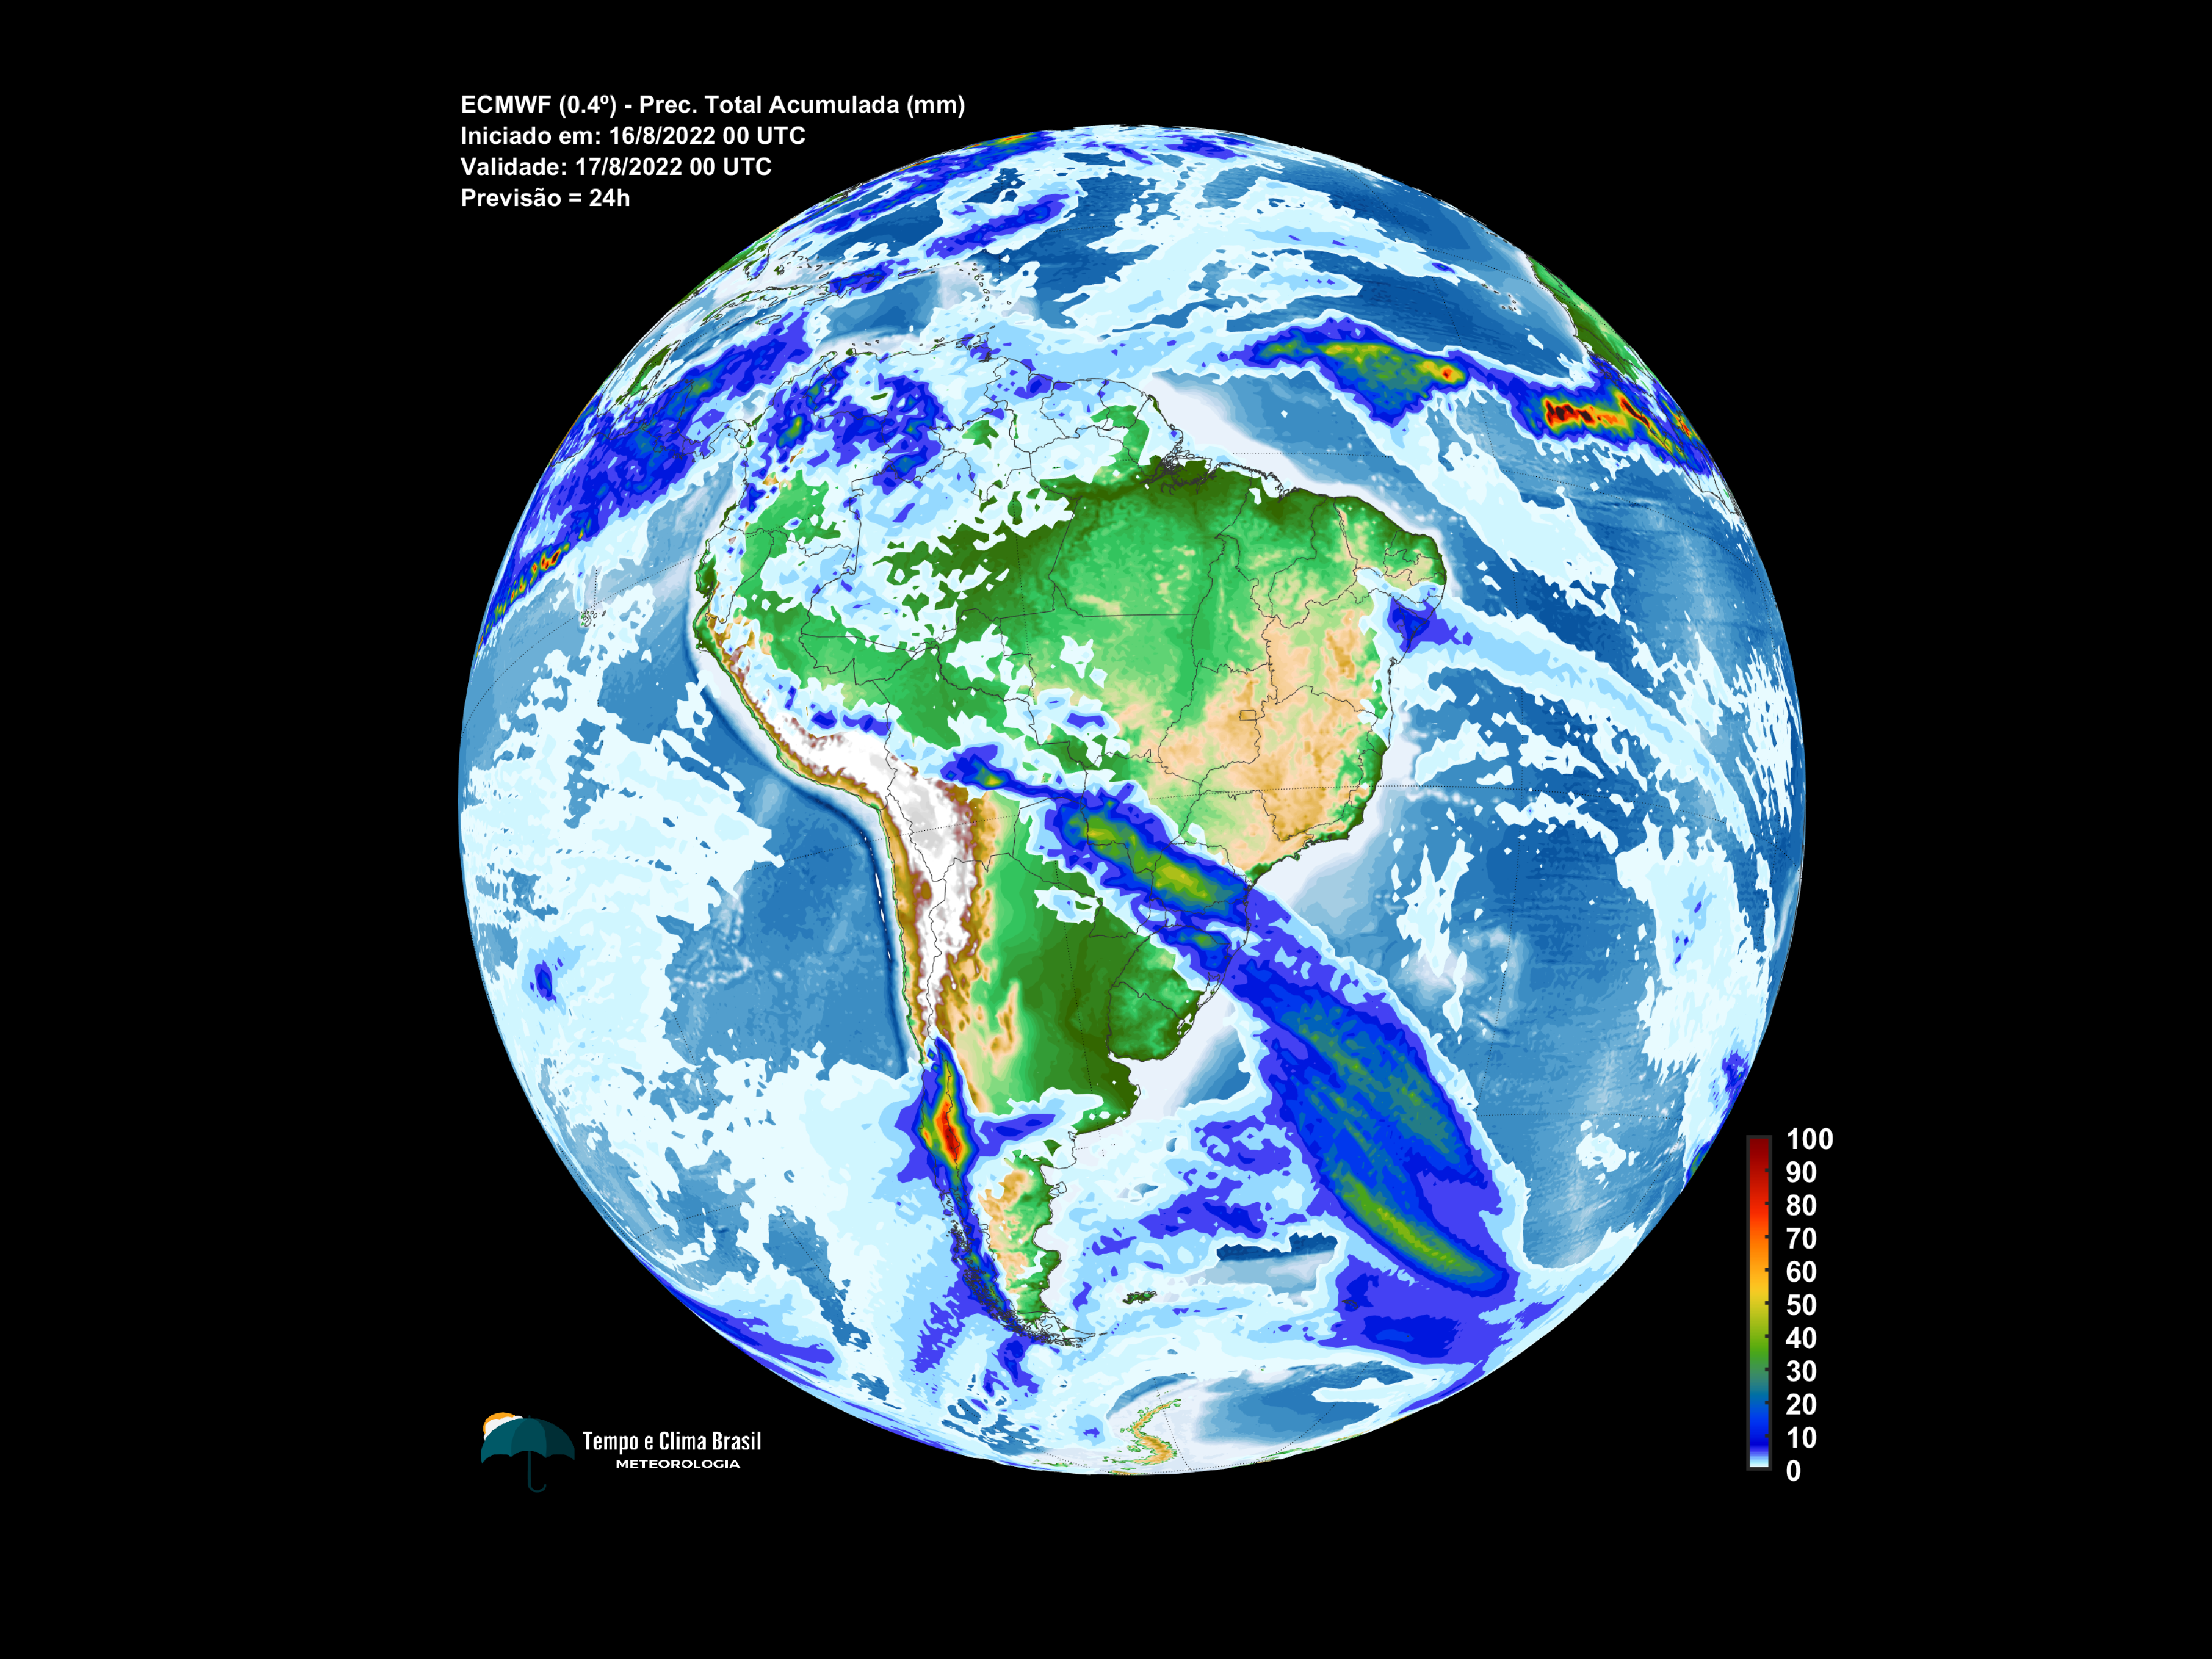 ECMWF (0.4º) - Prec. Total Acumulada (mm)
Iniciado em: 16/8/2022 00 UTC
Validade: 17/8/2022 00 UTC
Previsão = 24h
100
90
80
70
60
50
40
30
20
10
0
Tempo e Clima Brasil
METEOROLOGIA